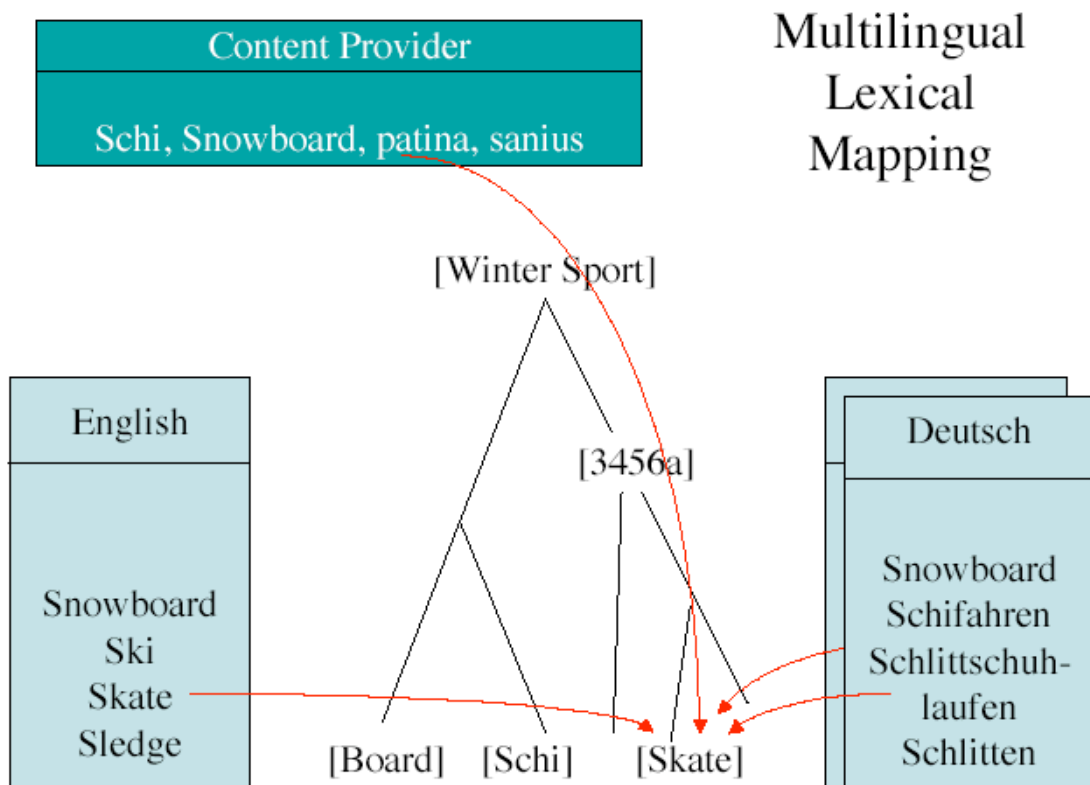 Content Provider
Schi, Snowboard, patina, sanius
Multilingual
Lexical
Mapping
[Winter Sport]
[3456a]
[Board]
[Schi]
[Skate]
English
Snowboard
Ski
Skate
Sledge
Deutsch
Snowboard
Schifahren
Schlittschuh-
laufen
Schlitten